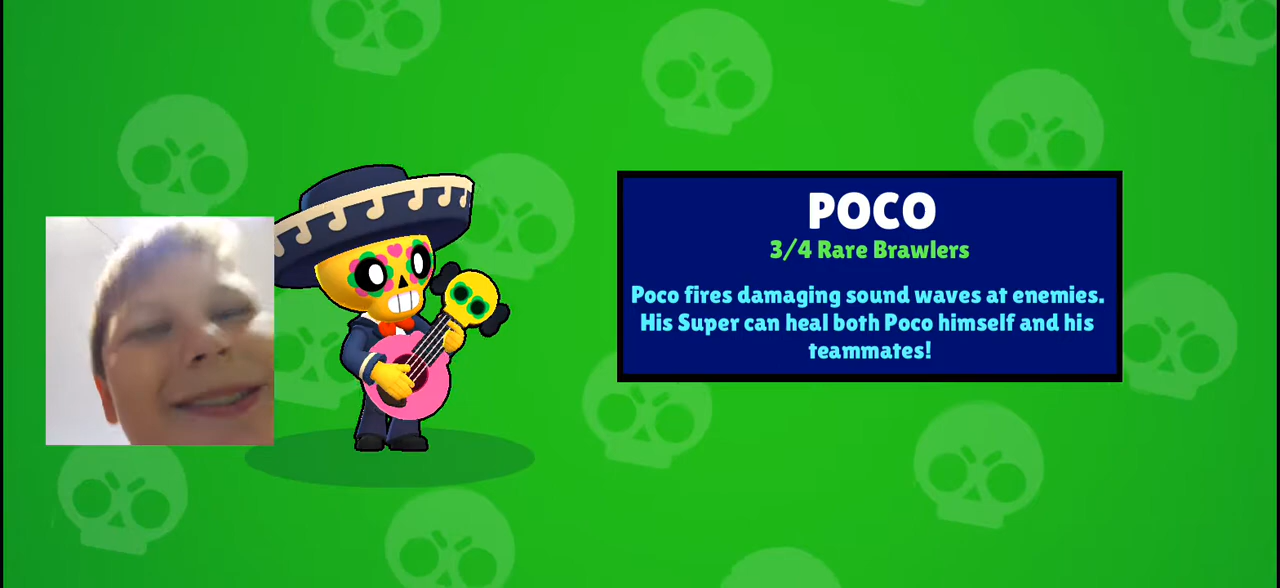 POCO
3/4 Rare Brawlers
Poco fires damaging sound waves at enemies.
His Super can heal both Poco himself and his
teammates!